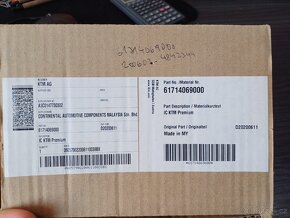 61714069000
KTM AG
CONTINENTAL AUTOMOTIVE COMPONENTS MALAYSIA Sdn. Bhd.
61714069000
D20200611
IC KTM Premium
Part No./Material Nr.
61714069000
Part Description / Materialkurztext
IC KTM Premium
Original Part / Originalteil
D20200611
Made in MY